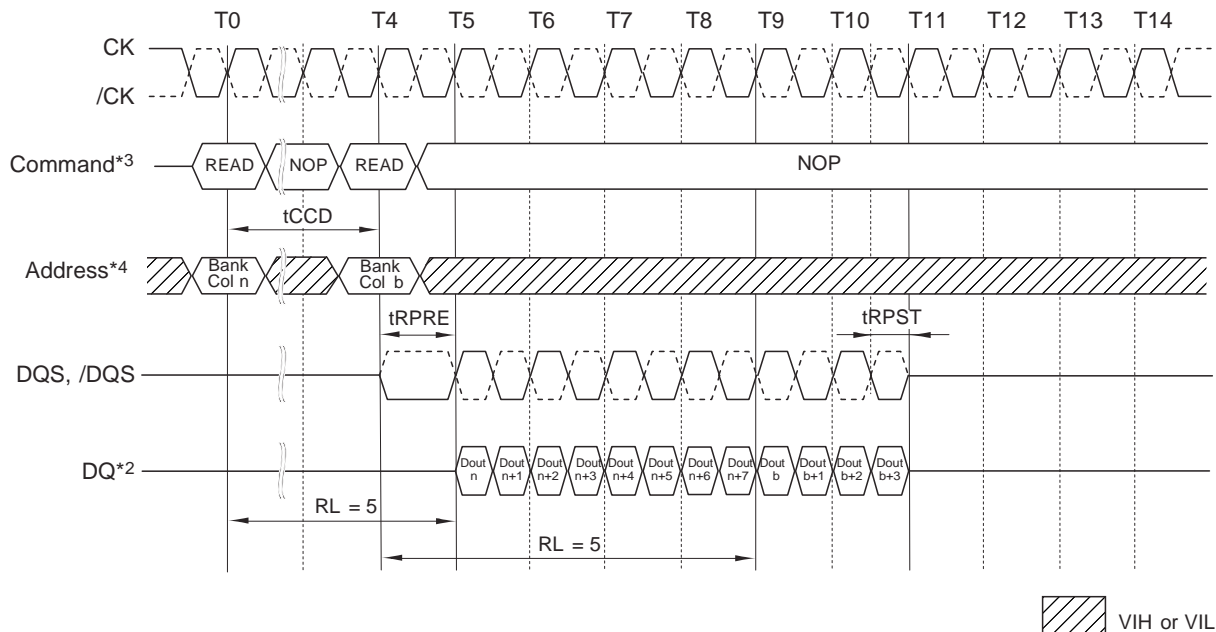 T0 T4 T5 T6 T7 T8 T9 T10 T11 T12 T13 T14
CK
/CK
Command*3 READ NOP READ NOP
tCCD
Address*4 Bank Col n Bank Col b
tRPRE tRPST
DQS, /DQS
DQ*2 Dout n Dout n+1 Dout n+2 Dout n+3 Dout n+4 Dout n+5 Dout n+6 Dout n+7 Dout b Dout b+1 Dout b+2 Dout b+3
RL = 5
RL = 5
VIH or VIL